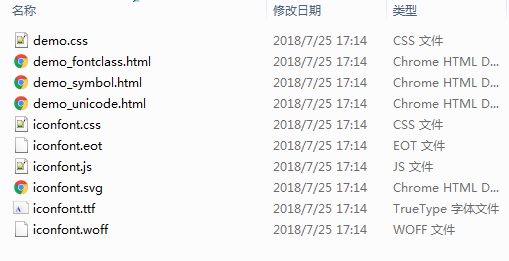 名称 修改日期 类型
demo.css 2018/7/25 17:14 CSS 文件
demo_fontclass.html 2018/7/25 17:14 Chrome HTML D...
demo_symbol.html 2018/7/25 17:14 Chrome HTML D...
demo_unicode.html 2018/7/25 17:14 Chrome HTML D...
iconfont.css 2018/7/25 17:14 CSS 文件
iconfont.eot 2018/7/25 17:14 EOT 文件
iconfont.js 2018/7/25 17:14 JS 文件
iconfont.svg 2018/7/25 17:14 Chrome HTML D...
iconfont.ttf 2018/7/25 17:14 TrueType 字体文件
iconfont.woff 2018/7/25 17:14 WOFF 文件